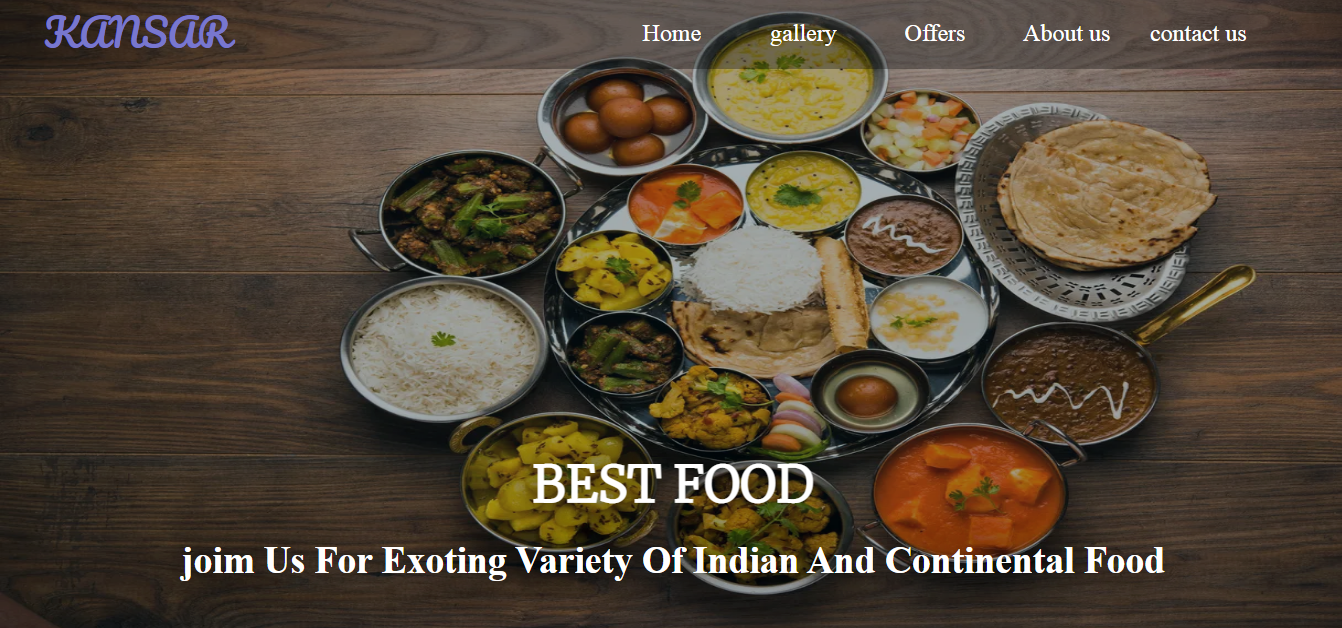 KANSAR
Home gallery Offers About us contact us
BEST FOOD
joim Us For Exoting Variety Of Indian And Continental Food